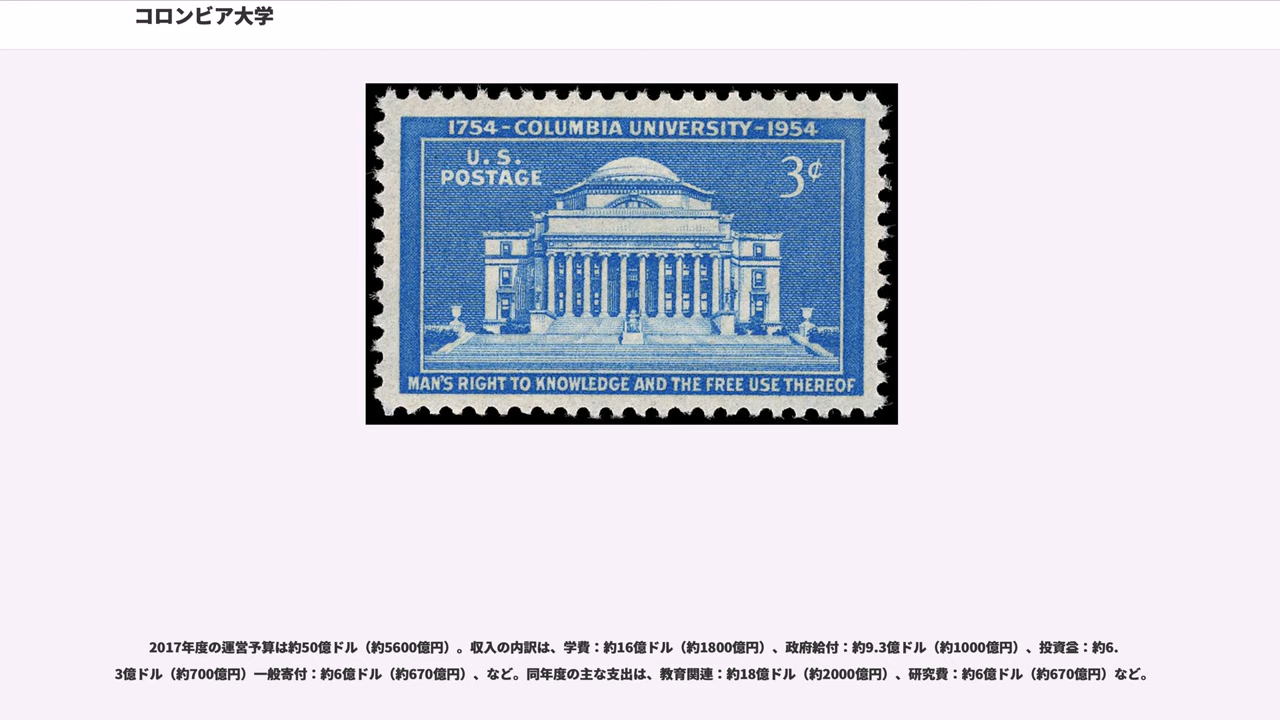 コロンビア大学
1754-COLUMBIA UNIVERSITY-1954
U. S.
POSTAGE
3¢
MAN'S RIGHT TO KNOWLEDGE AND THE FREE USE THEREOF
2017年度の運営予算は約50億ドル（約5600億円）。収入の内訳は、学費：約16億ドル（約1800億円）、政府給付：約9.3億ドル（約1000億円）、投資益：約6.
3億ドル（約700億円）一般寄付：約6億ドル（約670億円）、など。同年度の主な支出は、教育関連：約18億ドル（約2000億円）、研究費：約6億ドル（約670億円）など。